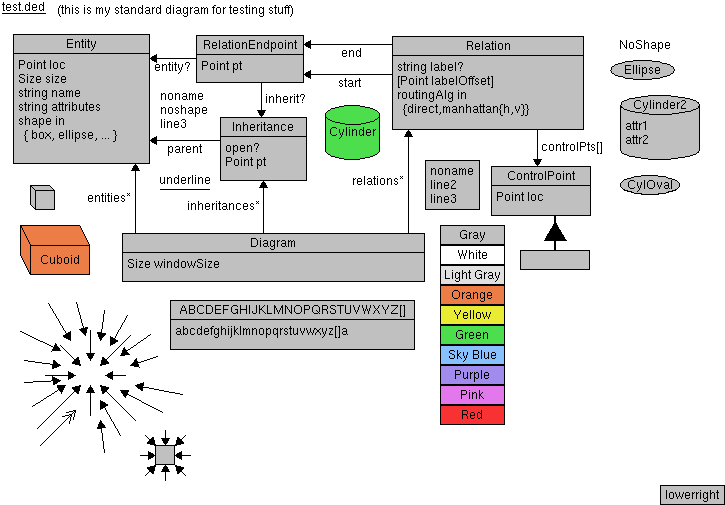 test.ded (this is my standard diagram for testing stuff)
Entity
Point loc
Size size
string name
string attributes
shape in
{ box, ellipse, ... }
entity?
RelationEndpoint
Point pt
end
start
Relation
string label?
[Point labelOffset]
routingAlg in
{direct,manhattan{h,v}}
NoShape
Ellipse
Cylinder2
attr1
attr2
CylOval
noname
noshape
line3
inherit?
parent
Inheritance
open?
Point pt
Cylinder
underline
controlPts[]
noname
line2
line3
ControlPoint
Point loc
entities*
inheritances*
relations*
Cuboid
Diagram
Size windowSize
ABCDEFGHIJKLMNOPQRSTUVWXYZ[]
abcdefghijklmnopqrstuvwxyz[]a
Gray
White
Light Gray
Orange
Yellow
Green
Sky Blue
Purple
Pink
Red
lowerright